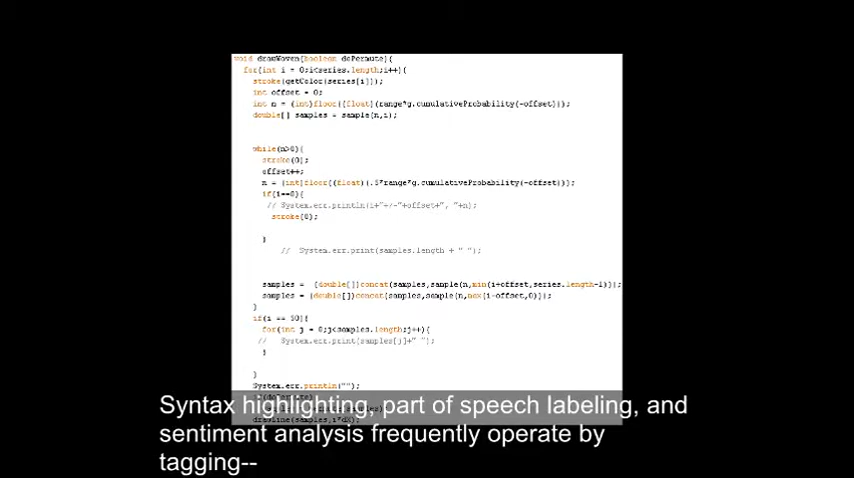 void drawWoven(boolean doPermute){
for(int i = 0;i<series.length;i++){
stroke(getColor(series[i]));
int offset = 0;
int n = (int)floor((float)(range*g.cumulativeProbability(-offset)));
double[] samples = sample(n,i);
while(n>0){
stroke(0);
offset++;
n = (int)floor((float)(.5*range*g.cumulativeProbability(-offset)));
if(i==0){
// System.err.println(i+"+/-"+offset+", "+n);
stroke(0);
}
// System.err.print(samples.length + " ");
samples = (double[])concat(samples,sample(n,min(i+offset,series.length-1)));
samples = (double[])concat(samples,sample(n,max(i-offset,0)));
}
if(i == 50){
for(int j = 0;j<samples.length;j++){
// System.err.print(samples[j]+" ");
}
}
System.err.println("");
Syntax highlighting, part of speech labeling, and
sentiment analysis frequently operate by
tagging--